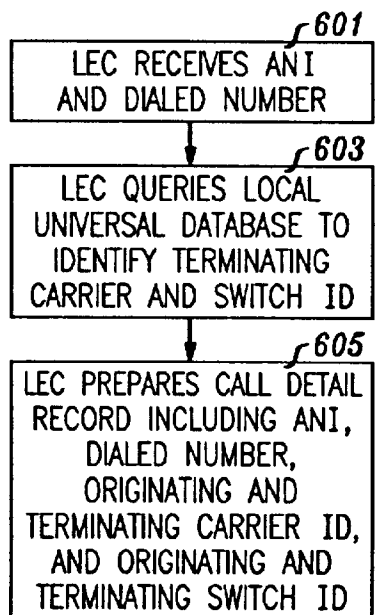 601
LEC RECEIVES ANI
AND DIALED NUMBER
603
LEC QUERIES LOCAL
UNIVERSAL DATABASE TO
IDENTIFY TERMINATING
CARRIER AND SWITCH ID
605
LEC PREPARES CALL DETAIL
RECORD INCLUDING ANI,
DIALED NUMBER,
ORIGINATING AND
TERMINATING CARRIER ID,
AND ORIGINATING AND
TERMINATING SWITCH ID